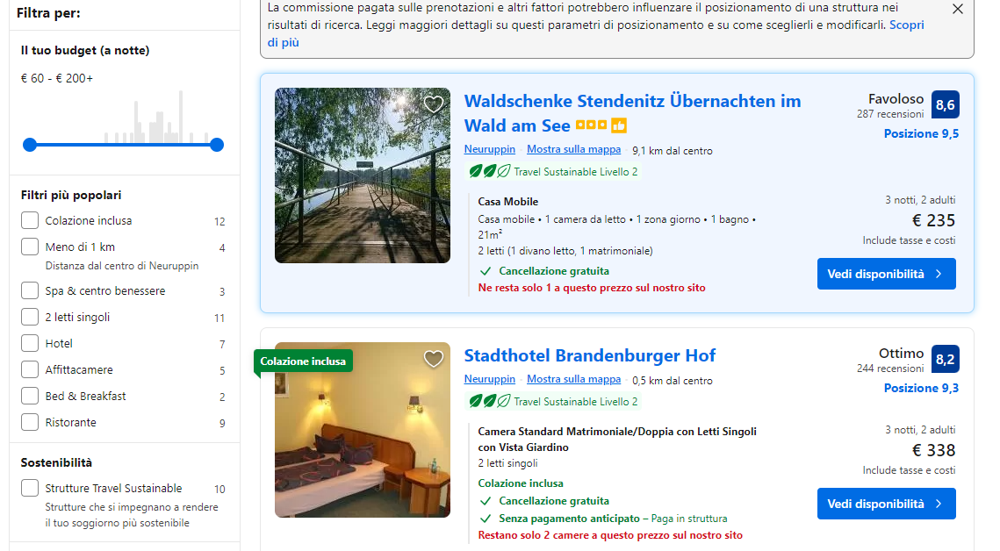 Filtra per:
Il tuo budget (a notte)
€ 60 - € 200+
Filtri più popolari
Colazione inclusa 12
Meno di 1 km 4
Distanza dal centro di Neuruppin
Spa & centro benessere 3
2 letti singoli 11
Hotel 7
Affittacamere 5
Bed & Breakfast 2
Ristorante 9
Sostenibilità
Strutture Travel Sustainable 10
Strutture che si impegnano a rendere
il tuo soggiorno più sostenibile
La commissione pagata sulle prenotazioni e altri fattori potrebbero influenzare il posizionamento di una struttura nei
risultati di ricerca. Leggi maggiori dettagli su questi parametri di posizionamento e su come sceglierli e modificarli. Scopri
di più
Waldschenke Stendenitz Übernachten im
Wald am See
Neuruppin · Mostra sulla mappa · 9,1 km dal centro
Travel Sustainable Livello 2
Favoloso 8,6
287 recensioni
Posizione 9,5
Casa Mobile
Casa mobile • 1 camera da letto • 1 zona giorno • 1 bagno •
21m²
2 letti (1 divano letto, 1 matrimoniale)
Cancellazione gratuita
Ne resta solo 1 a questo prezzo sul nostro sito
3 notti, 2 adulti
€ 235
Include tasse e costi
Vedi disponibilità
Colazione inclusa
Stadthotel Brandenburger Hof
Neuruppin · Mostra sulla mappa · 0,5 km dal centro
Travel Sustainable Livello 2
Ottimo 8,2
244 recensioni
Posizione 9,3
Camera Standard Matrimoniale/Doppia con Letti Singoli
con Vista Giardino
2 letti singoli
Colazione inclusa
Cancellazione gratuita
Senza pagamento anticipato – Paga in struttura
Restano solo 2 camere a questo prezzo sul nostro sito
3 notti, 2 adulti
€ 338
Include tasse e costi
Vedi disponibilità